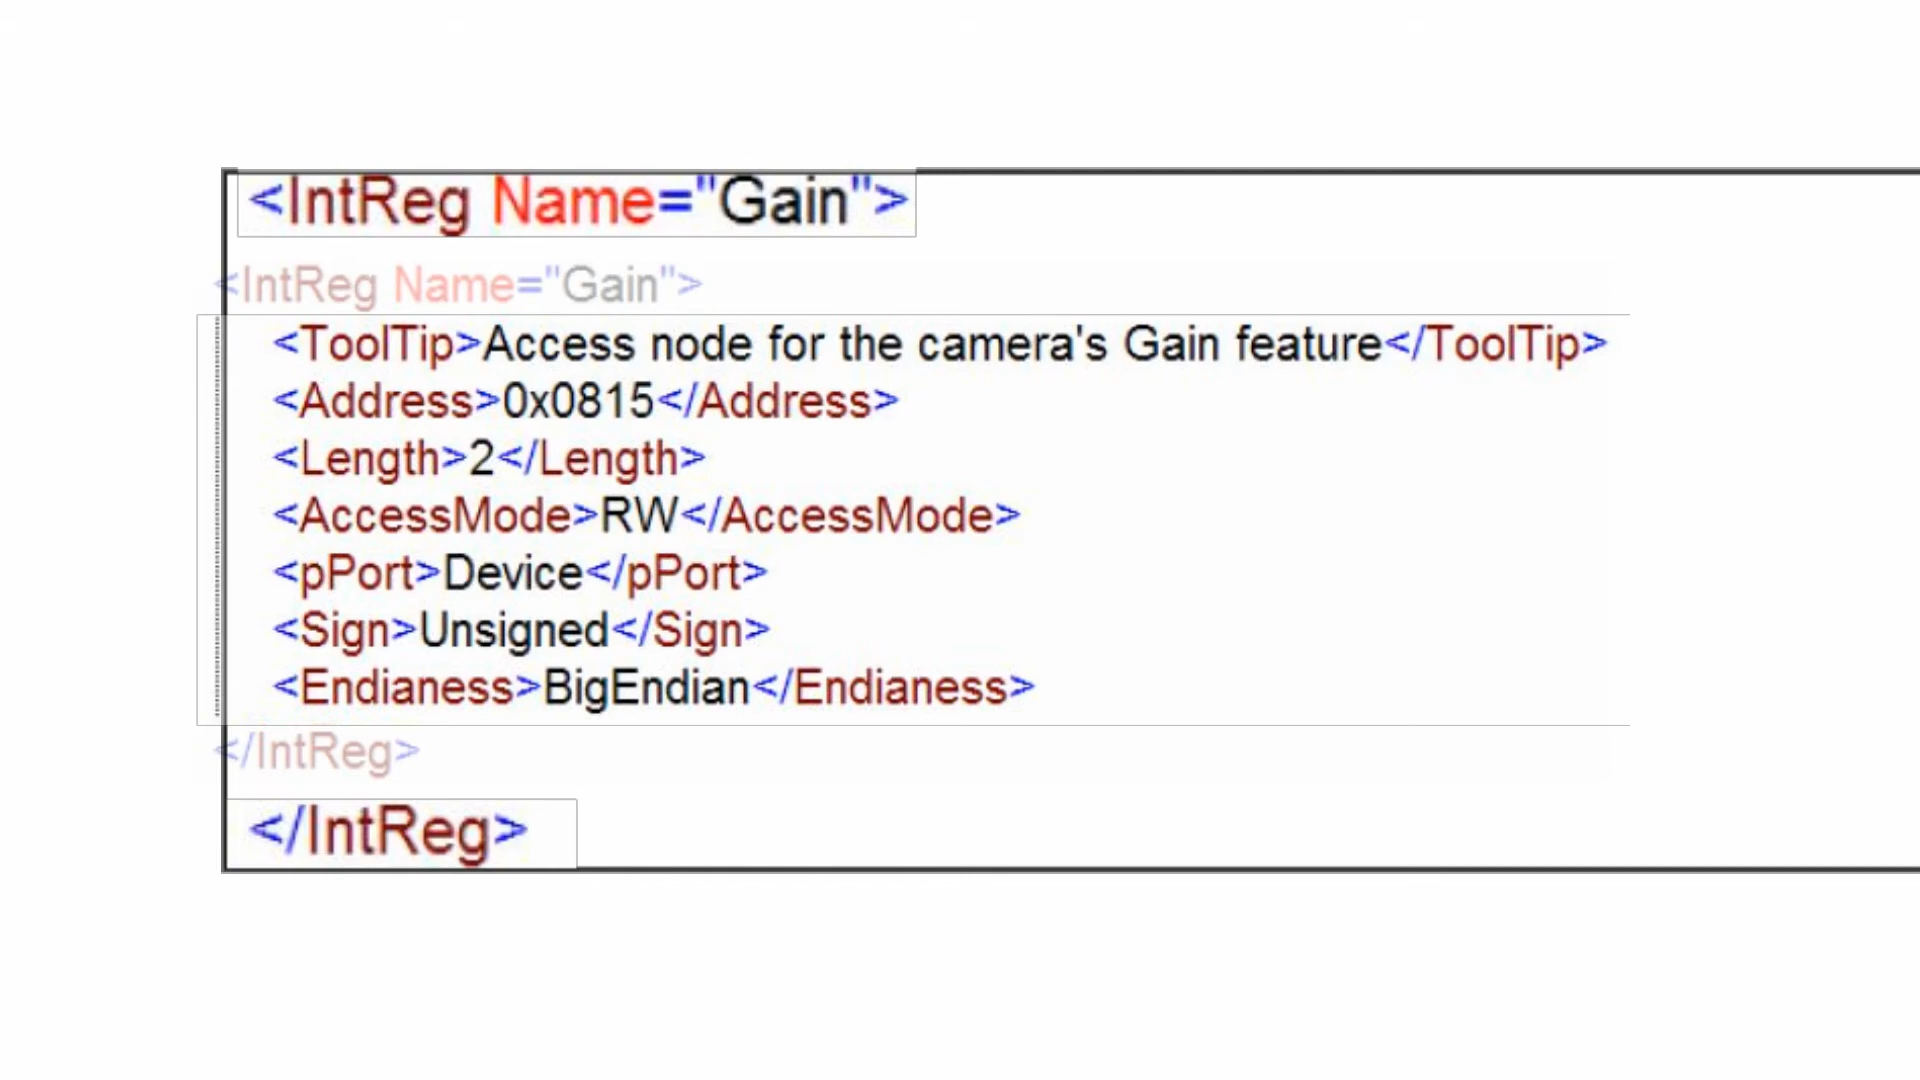 <IntReg Name="Gain">
<IntReg Name="Gain">
<ToolTip>Access node for the camera's Gain feature</ToolTip>
<Address>0x0815</Address>
<Length>2</Length>
<AccessMode>RW</AccessMode>
<pPort>Device</pPort>
<Sign>Unsigned</Sign>
<Endianess>BigEndian</Endianess>
</IntReg>
</IntReg>